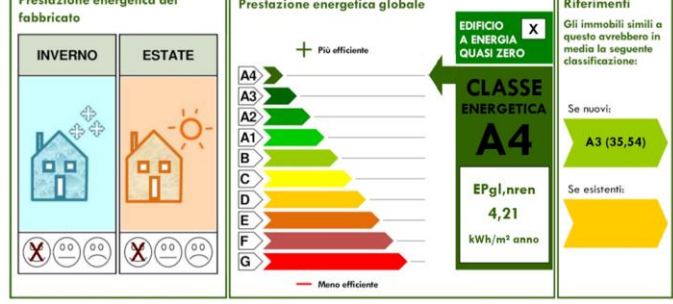 Prestazione energetica del
fabbricato
INVERNO
ESTATE
X
X
Prestazione energetica globale
Più efficiente
A4
A3
A2
A1
B
C
D
E
F
G
Meno efficiente
EDIFICIO
A ENERGIA
QUASI ZERO
X
CLASSE
ENERGETICA
A4
EPgl,nren
4,21
kWh/m² anno
Riferimenti
Gli immobili simili a
questo avrebbero in
media la seguente
classificazione:
Se nuovi:
A3 (35,54)
Se esistenti: